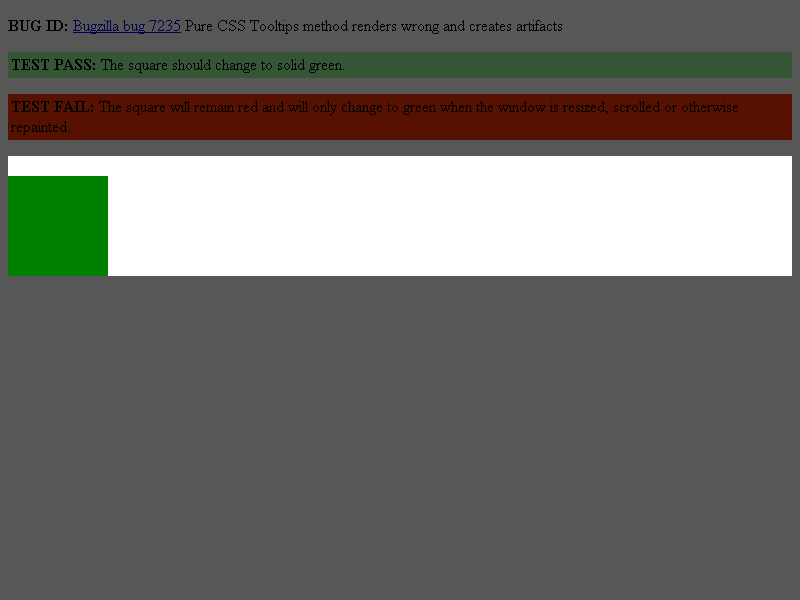 BUG ID: Bugzilla bug 7235 Pure CSS Tooltips method renders wrong and creates artifacts
TEST PASS: The square should change to solid green.
TEST FAIL: The square will remain red and will only change to green when the window is resized, scrolled or otherwise
repainted.